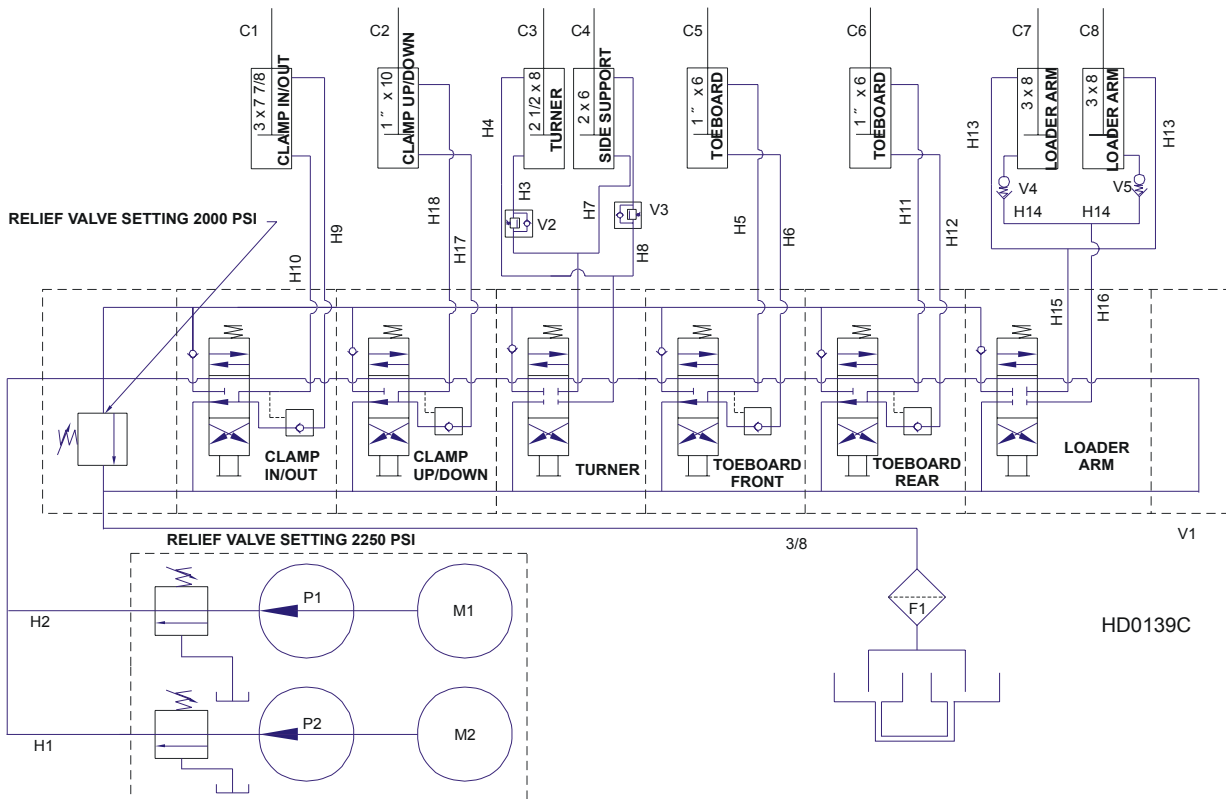 C1
C2
C3
C4
C5
C6
C7
C8
3 x 7 7/8
CLAMP IN/OUT
1 ˝ x 10
CLAMP UP/DOWN
2 1/2 x 8
TURNER
2 x 6
SIDE SUPPORT
1 ˝ x 6
TOEBOARD
1 ˝ x 6
TOEBOARD
3 x 8
LOADER ARM
3 x 8
LOADER ARM
H4
H13
H13
H3
H7
V4
V5
RELIEF VALVE SETTING 2000 PSI
V2
V3
H14
H14
H10
H9
H18
H17
H8
H5
H6
H11
H12
H15
H16
CLAMP
IN/OUT
CLAMP
UP/DOWN
TURNER
TOEBOARD
FRONT
TOEBOARD
REAR
LOADER
ARM
V1
RELIEF VALVE SETTING 2250 PSI
3/8
P1
M1
F1
H2
HD0139C
P2
M2
H1